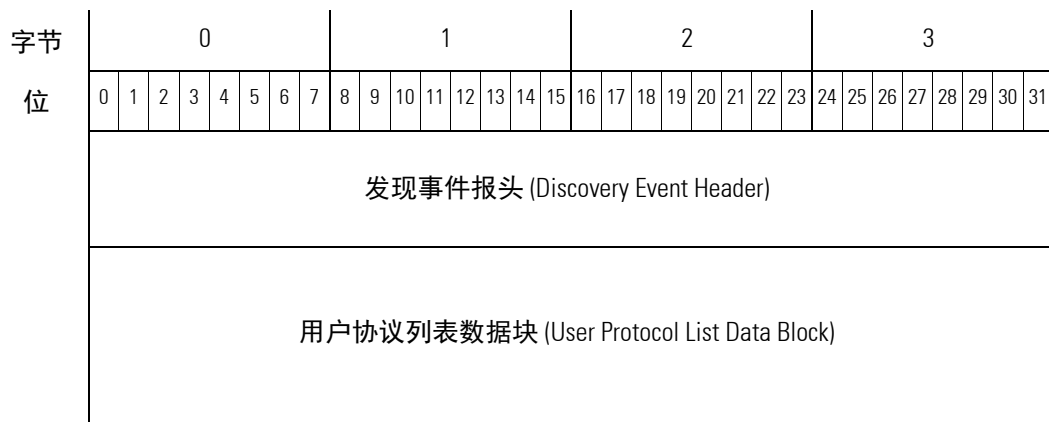 字节 0 1 2 3
位 0 1 2 3 4 5 6 7 8 9 10 11 12 13 14 15 16 17 18 19 20 21 22 23 24 25 26 27 28 29 30 31
发现事件报头 (Discovery Event Header)
用户协议列表数据块 (User Protocol List Data Block)